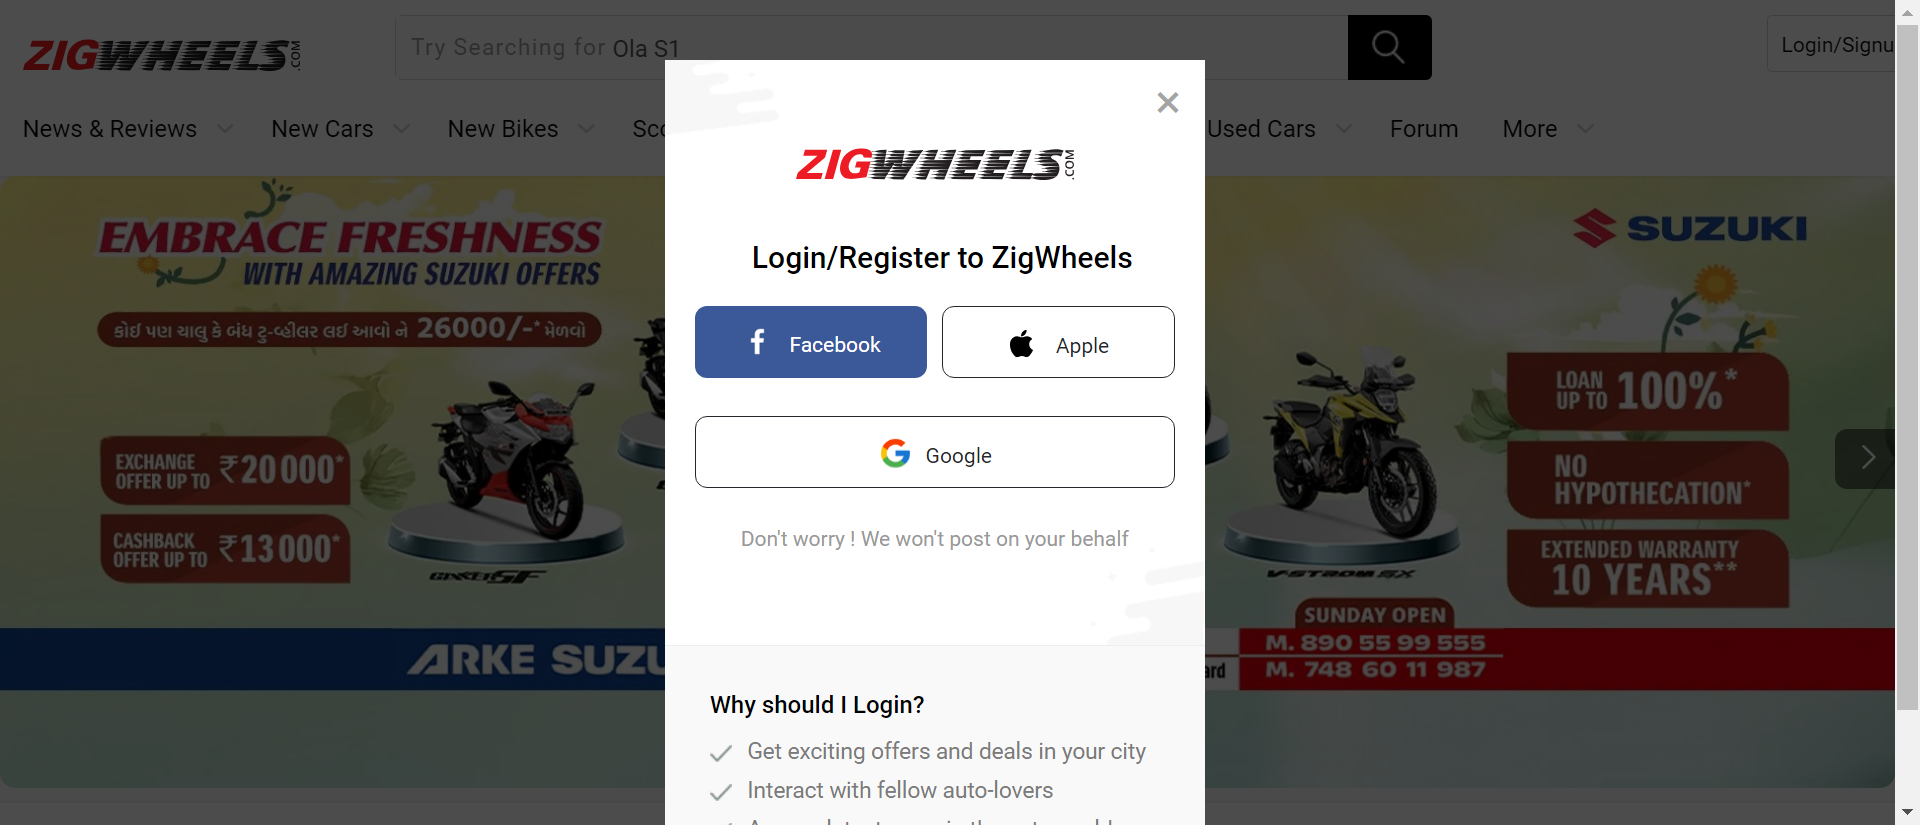 ZIGWHEELS.COM
Try Searching for Ola S1
Login/Signu
News & Reviews
New Cars
New Bikes
Sco
Used Cars
Forum
More
EMBRACE FRESHNESS
WITH AMAZING SUZUKI OFFERS
કોઈ પણ ચાલુ કે બંધ ટુ-વ્હીલર લઈ આવો ને 26000/-* મેળવો
EXCHANGE
OFFER UP TO ₹20000*
CASHBACK
OFFER UP TO ₹13000*
GIXXER SF
ARKE SUZU
ZIGWHEELS.COM
Login/Register to ZigWheels
Facebook
Apple
Google
Don't worry ! We won't post on your behalf
Why should I Login?
Get exciting offers and deals in your city
Interact with fellow auto-lovers
SUZUKI
LOAN
UP TO 100%*
NO
HYPOTHECATION*
EXTENDED WARRANTY
10 YEARS**
V-STROM SX
SUNDAY OPEN
M. 890 55 99 555
M. 748 60 11 987
ard